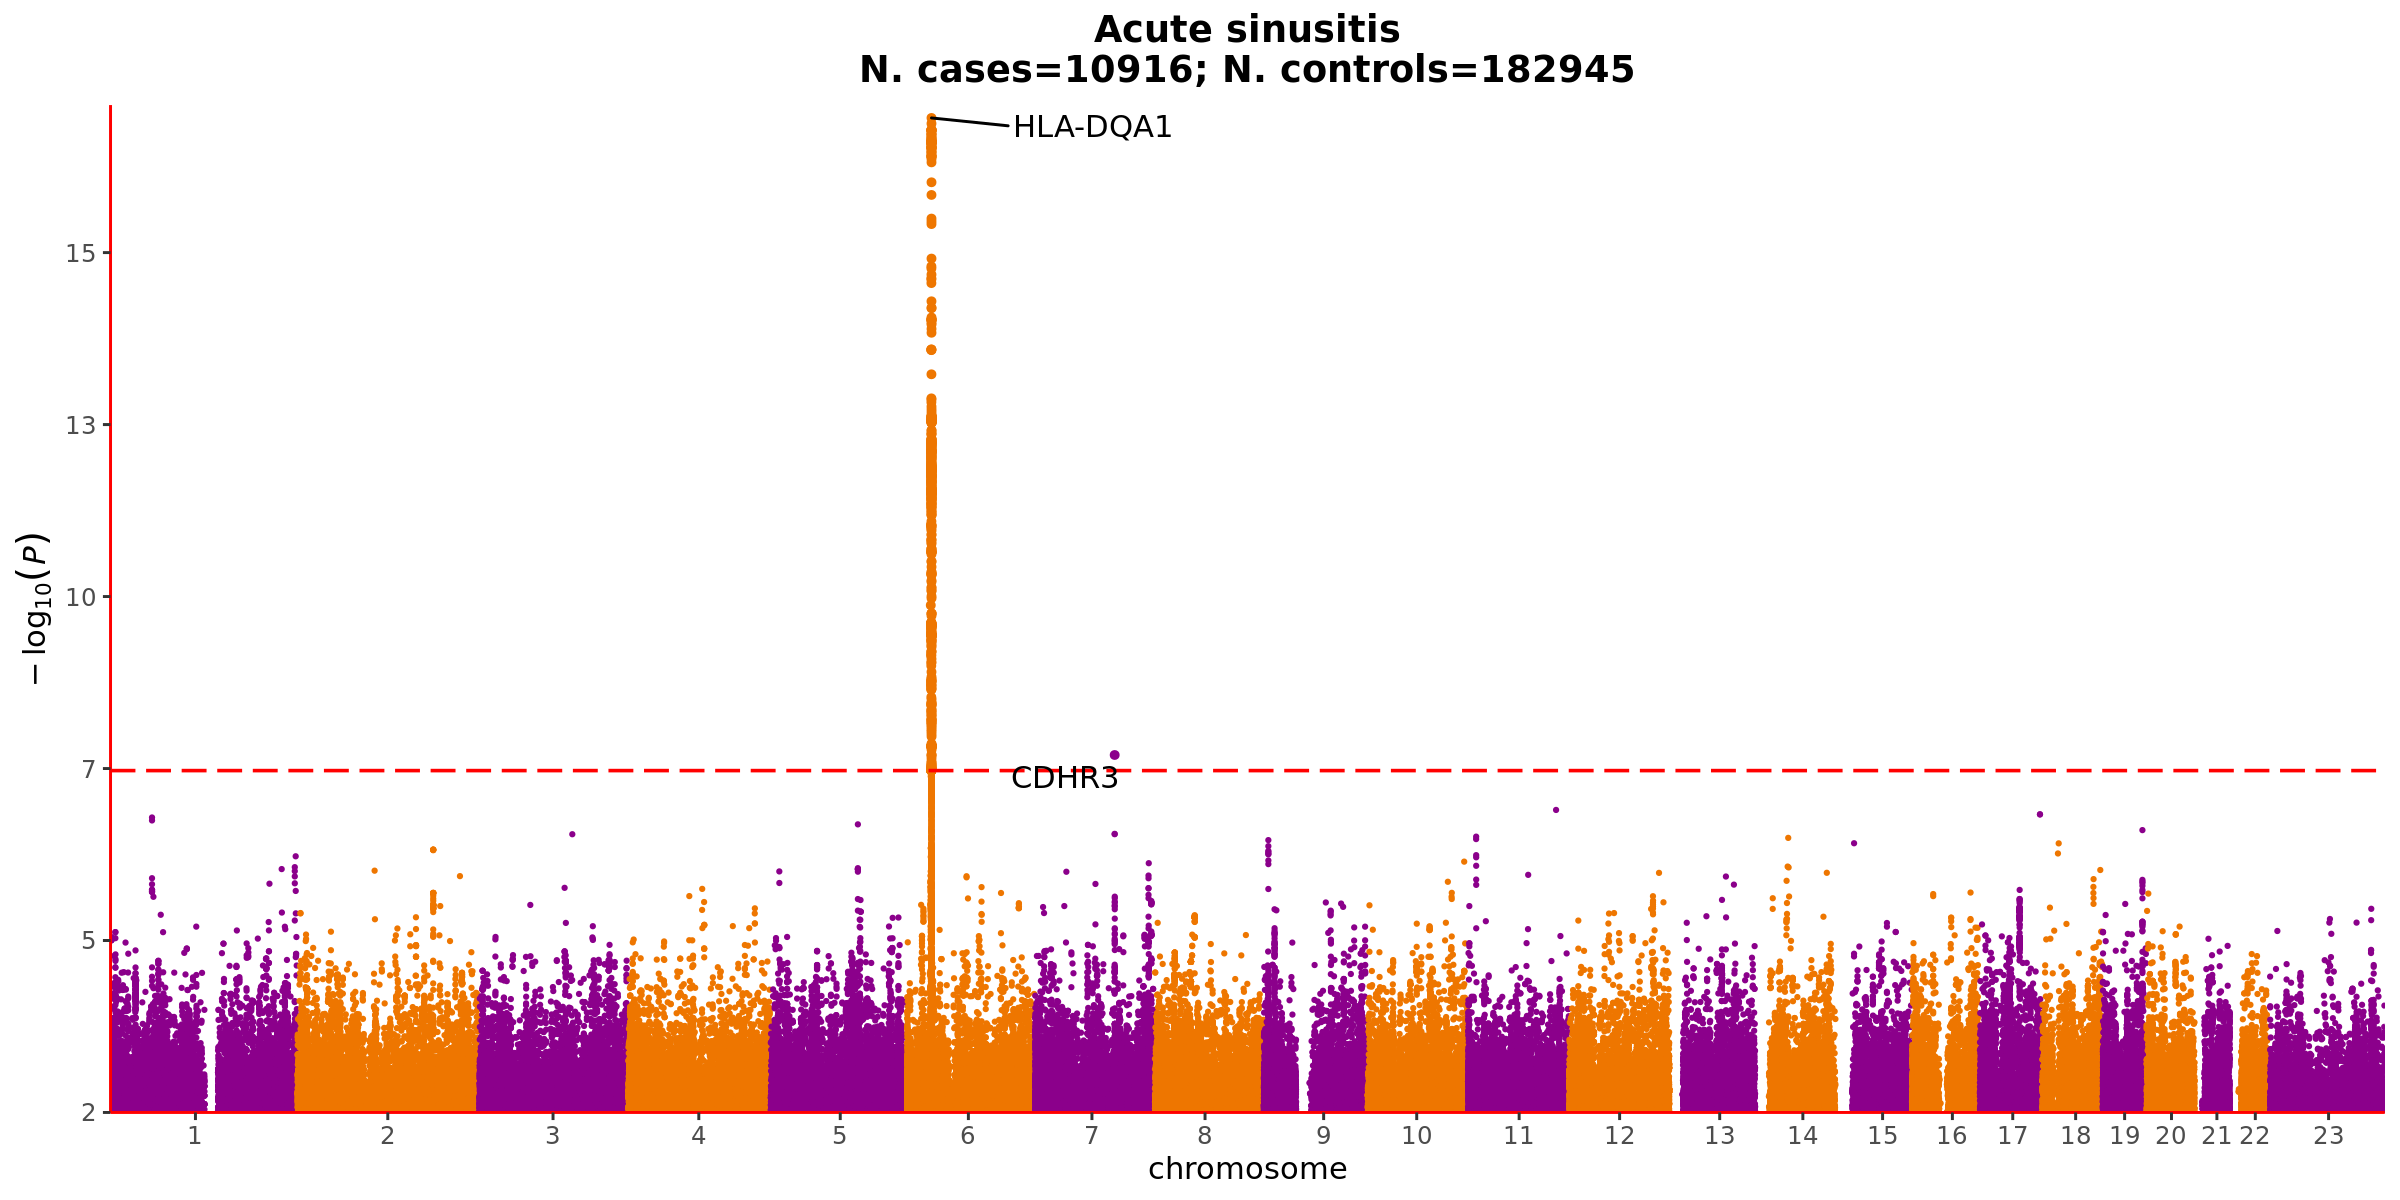 Acute sinusitis
N. cases=10916; N. controls=182945
HLA-DQA1
15
13
10
7
5
2
−log10(P)
CDHR3
1 2 3 4 5 6 7 8 9 10 11 12 13 14 15 16 17 18 19 20 21 22 23
chromosome